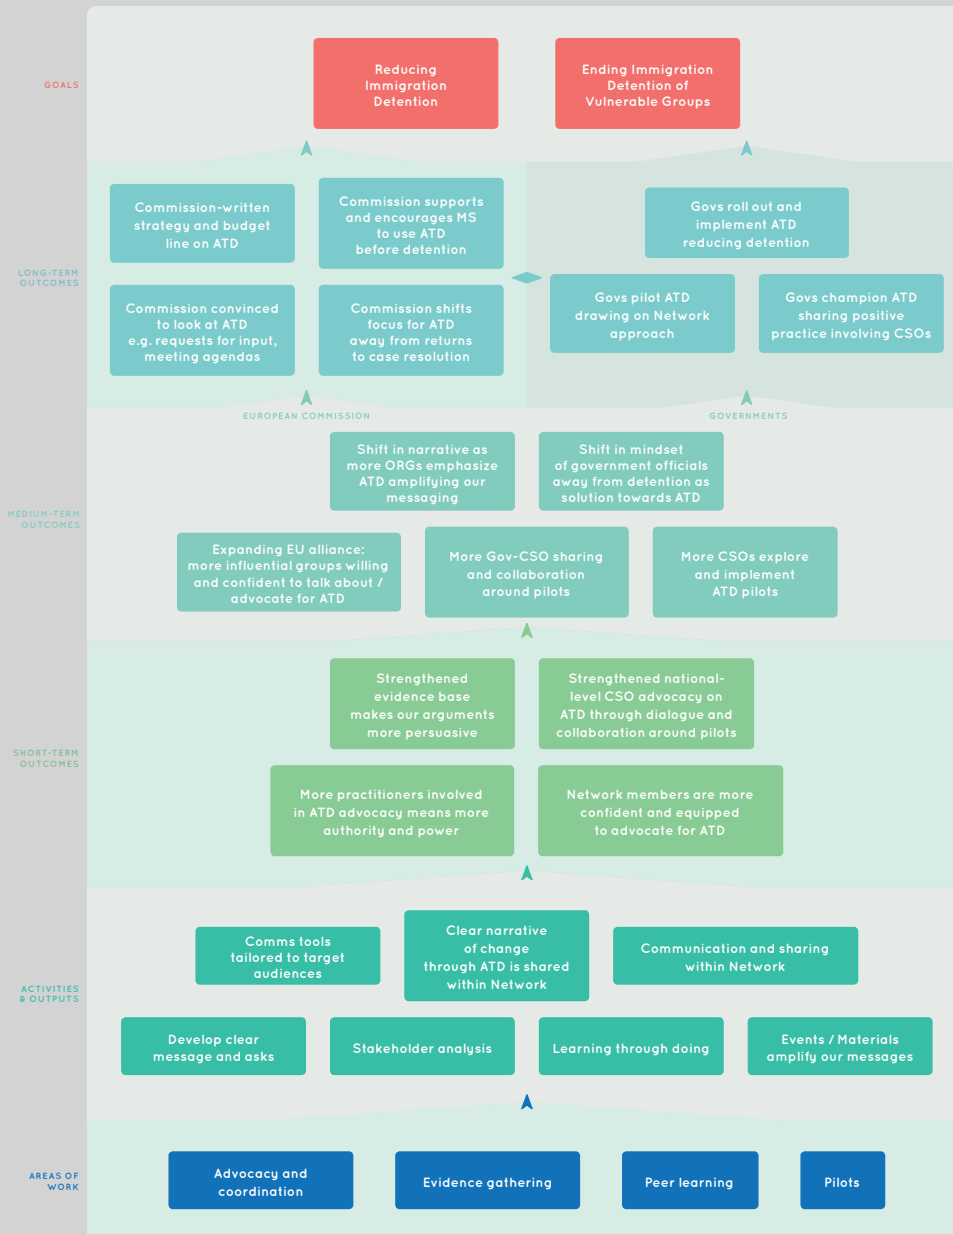 GOALS
Reducing
Immigration
Detention
Ending Immigration
Detention of
Vulnerable Groups
LONG-TERM
OUTCOMES
Commission-written
strategy and budget
line on ATD
Commission supports
and encourages MS
to use ATD
before detention
Commission convinced
to look at ATD
e.g. requests for input,
meeting agendas
Commission shifts
focus for ATD
away from returns
to case resolution
Govs roll out and
implement ATD
reducing detention
Govs pilot ATD
drawing on Network
approach
Govs champion ATD
sharing positive
practice involving CSOs
EUROPEAN COMMISSION
GOVERNMENTS
MEDIUM-TERM
OUTCOMES
Shift in narrative as
more ORGs emphasize
ATD amplifying our
messaging
Shift in mindset
of government officials
away from detention as
solution towards ATD
Expanding EU alliance:
more influential groups willing
and confident to talk about /
advocate for ATD
More Gov-CSO sharing
and collaboration
around pilots
More CSOs explore
and implement
ATD pilots
SHORT-TERM
OUTCOMES
Strengthened
evidence base
makes our arguments
more persuasive
Strengthened national-
level CSO advocacy on
ATD through dialogue and
collaboration around pilots
More practitioners involved
in ATD advocacy means more
authority and power
Network members are more
confident and equipped
to advocate for ATD
ACTIVITIES
& OUTPUTS
Comms tools
tailored to target
audiences
Clear narrative
of change
through ATD is shared
within Network
Communication and sharing
within Network
Develop clear
message and asks
Stakeholder analysis
Learning through doing
Events / Materials
amplify our messages
AREAS OF
WORK
Advocacy and
coordination
Evidence gathering
Peer learning
Pilots